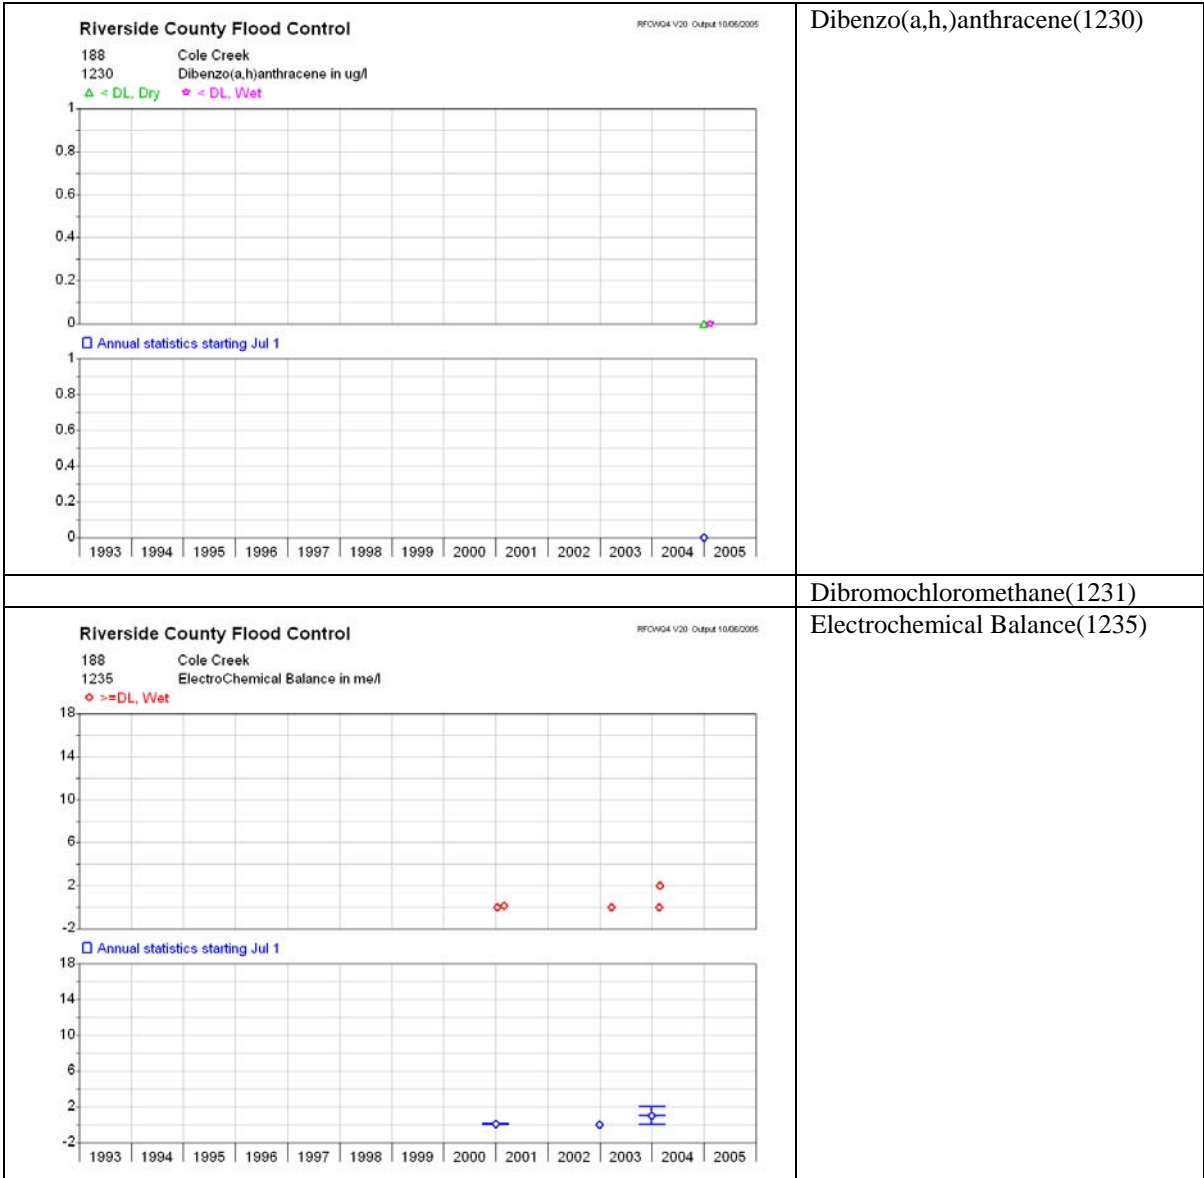 Riverside County Flood Control
RFCWQ4 V20 Output 10/06/2005
188 Cole Creek
1230 Dibenzo(a,h)anthracene in ug/l
< DL, Dry < DL, Wet
1
0.8
0.6
0.4
0.2
0
Annual statistics starting Jul 1
1
0.8
0.6
0.4
0.2
0
1993 1994 1995 1996 1997 1998 1999 2000 2001 2002 2003 2004 2005
Dibenzo(a,h,)anthracene(1230)
Dibromochloromethane(1231)
Riverside County Flood Control
RFCWQ4 V20 Output 10/06/2005
188 Cole Creek
1235 ElectroChemical Balance in me/l
>=DL, Wet
18
14
10
6
2
-2
Annual statistics starting Jul 1
18
14
10
6
2
-2
1993 1994 1995 1996 1997 1998 1999 2000 2001 2002 2003 2004 2005
Electrochemical Balance(1235)